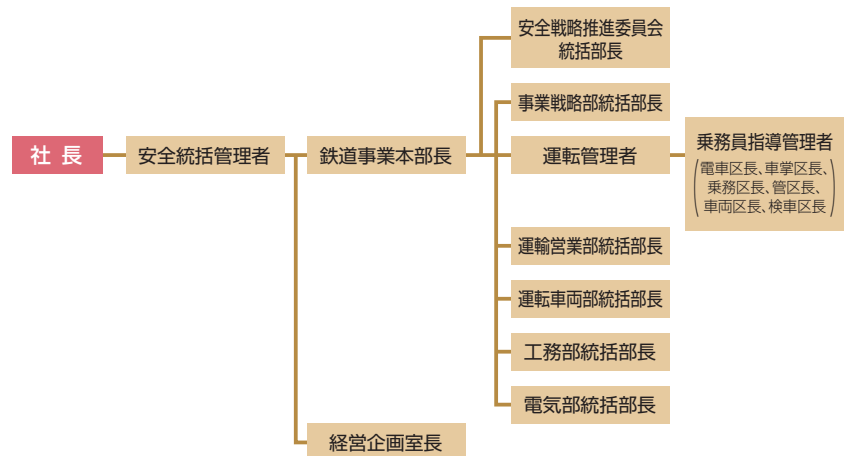 社 長
安全統括管理者
鉄道事業本部長
安全戦略推進委員会
統括部長
事業戦略部統括部長
運転管理者
乗務員指導管理者
(電車区長、車掌区長、
乗務区長、管区長、
車両区長、検車区長)
運輸営業部統括部長
運転車両部統括部長
工務部統括部長
電気部統括部長
経営企画室長